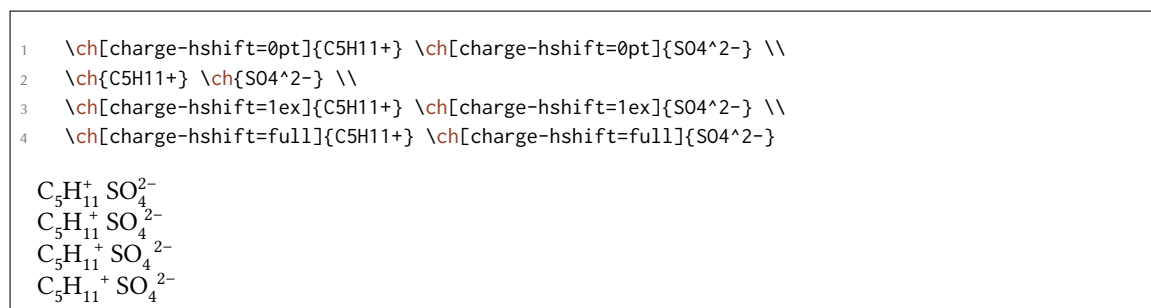 1 \ch[charge-hshift=0pt]{C5H11+} \ch[charge-hshift=0pt]{SO4^2-} \\
2 \ch{C5H11+} \ch{SO4^2-} \\
3 \ch[charge-hshift=1ex]{C5H11+} \ch[charge-hshift=1ex]{SO4^2-} \\
4 \ch[charge-hshift=full]{C5H11+} \ch[charge-hshift=full]{SO4^2-}
C₅H₁₁⁺ SO₄²⁻
C₅H₁₁⁺ SO₄²⁻
C₅H₁₁⁺ SO₄²⁻
C₅H₁₁⁺ SO₄²⁻